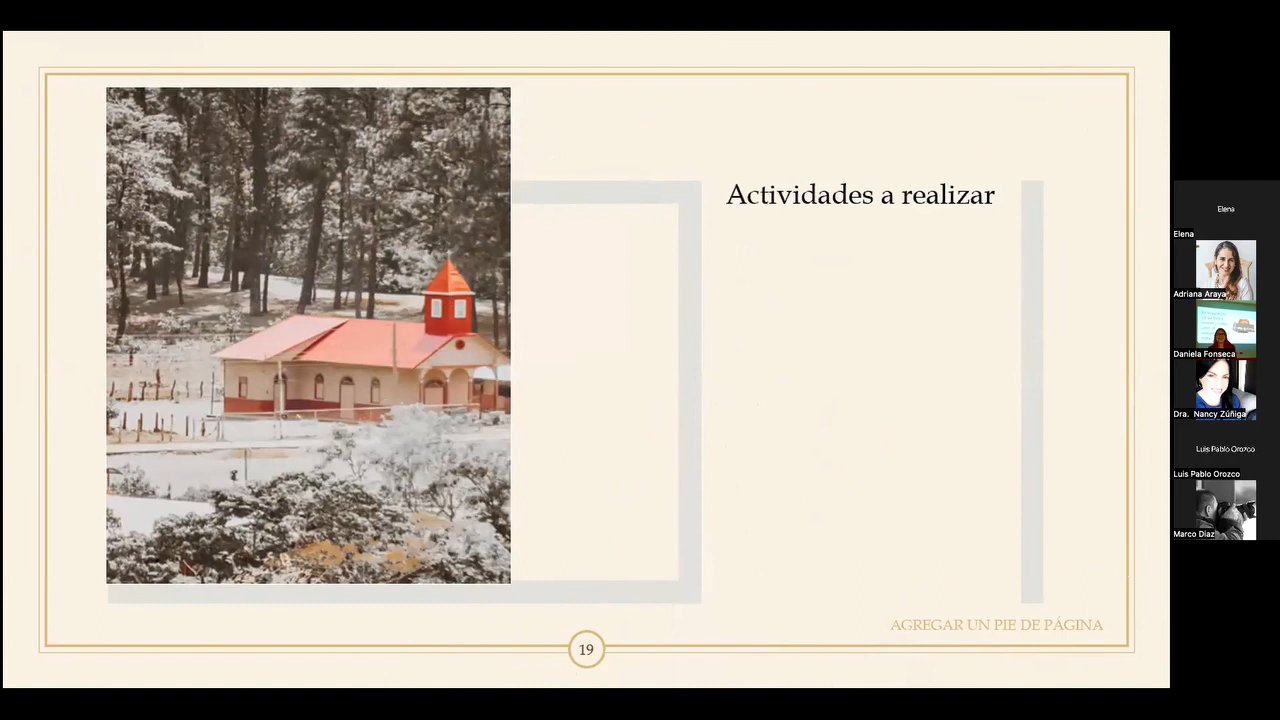 Actividades a realizar
AGREGAR UN PIE DE PÁGINA
19
Elena
Elena
Adriana Araya
Daniela Fonseca
Dra. Nancy Zúñiga
Luis Pablo Orozco
Luis Pablo Orozco
Marco Diaz